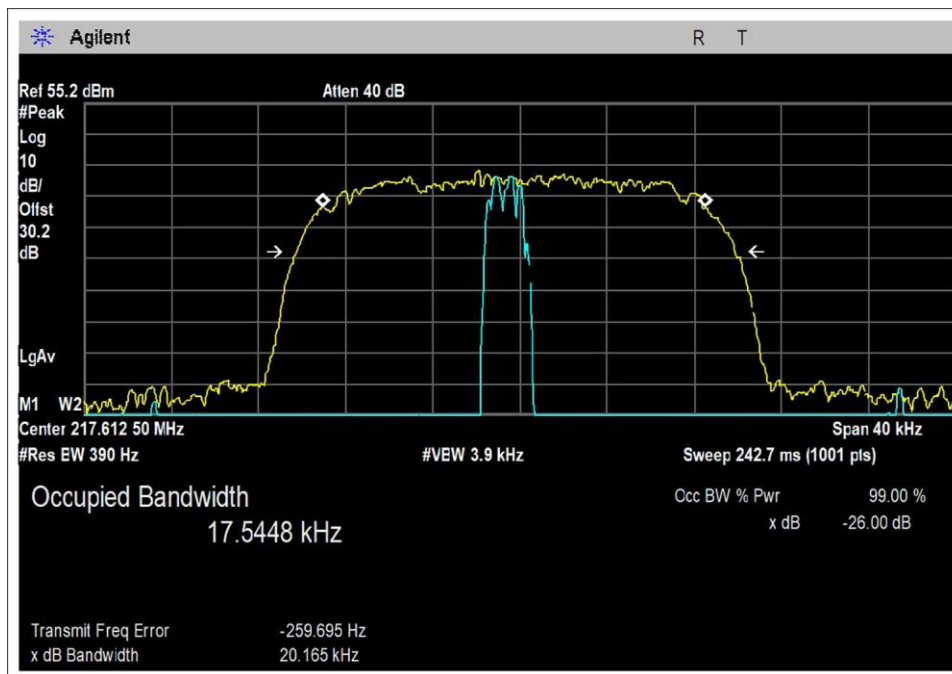 Agilent R T
Ref 55.2 dBm Atten 40 dB
#Peak
Log
10
dB/
Offst
30.2
dB
LgAv
M1 W2
Center 217.612 50 MHz Span 40 kHz
#Res BW 390 Hz #VBW 3.9 kHz Sweep 242.7 ms (1001 pts)
Occupied Bandwidth Occ BW % Pwr 99.00 %
17.5448 kHz x dB -26.00 dB
Transmit Freq Error -259.695 Hz
x dB Bandwidth 20.165 kHz